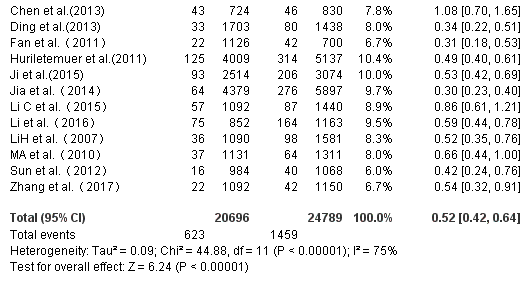 Chen et al.(2013) 43 724 46 830 7.8% 1.08 [0.70, 1.65]
Ding et al.(2013) 33 1703 80 1438 8.0% 0.34 [0.22, 0.51]
Fan et al. ( 2011) 22 1126 42 700 6.7% 0.31 [0.18, 0.53]
Huriletemuer et al.(2011) 125 4009 314 5137 10.4% 0.49 [0.40, 0.61]
Ji et al.(2015) 93 2514 206 3074 10.0% 0.53 [0.42, 0.69]
Jia et al. ( 2014) 64 4379 276 5897 9.7% 0.30 [0.23, 0.40]
Li C et al. ( 2015) 57 1092 87 1440 8.9% 0.86 [0.61, 1.21]
Li et al. ( 2016) 75 852 164 1163 9.5% 0.59 [0.44, 0.78]
LiH et al. ( 2007) 36 1090 98 1581 8.3% 0.52 [0.35, 0.76]
MA et al. ( 2010) 37 1131 64 1311 8.0% 0.66 [0.44, 1.00]
Sun et al. ( 2012) 16 984 40 1068 6.0% 0.42 [0.24, 0.76]
Zhang et al. ( 2017) 22 1092 42 1150 6.7% 0.54 [0.32, 0.91]
Total (95% CI) 20696 24789 100.0% 0.52 [0.42, 0.64]
Total events 623 1459
Heterogeneity: Tau² = 0.09; Chi² = 44.88, df = 11 (P < 0.00001); I² = 75%
Test for overall effect: Z = 6.24 (P < 0.00001)